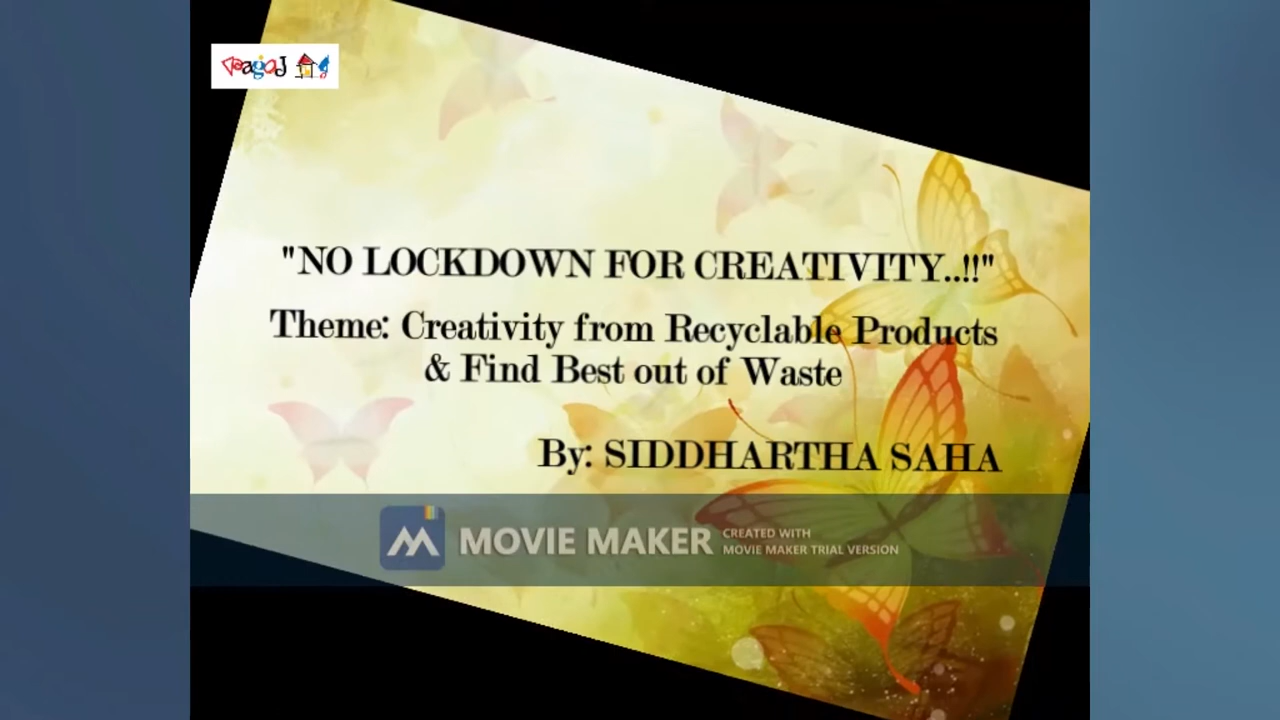 Kaagaj
"NO LOCKDOWN FOR CREATIVITY..!!"
Theme: Creativity from Recyclable Products
& Find Best out of Waste
By: SIDDHARTHA SAHA
MOVIE MAKER
CREATED WITH
MOVIE MAKER TRIAL VERSION